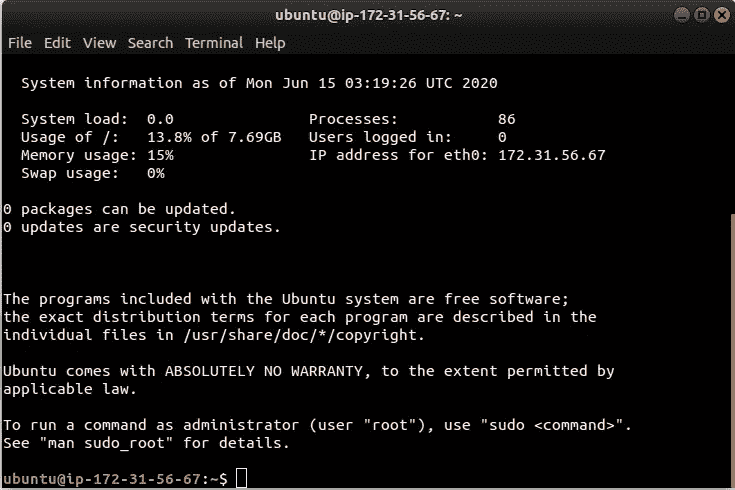 ubuntu@ip-172-31-56-67: ~
File Edit View Search Terminal Help
System information as of Mon Jun 15 03:19:26 UTC 2020
System load: 0.0 Processes: 86
Usage of /: 13.8% of 7.69GB Users logged in: 0
Memory usage: 15% IP address for eth0: 172.31.56.67
Swap usage: 0%
0 packages can be updated.
0 updates are security updates.
The programs included with the Ubuntu system are free software;
the exact distribution terms for each program are described in the
individual files in /usr/share/doc/*/copyright.
Ubuntu comes with ABSOLUTELY NO WARRANTY, to the extent permitted by
applicable law.
To run a command as administrator (user "root"), use "sudo <command>".
See "man sudo_root" for details.
ubuntu@ip-172-31-56-67:~$